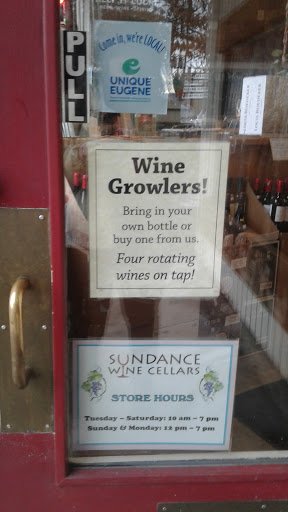 PULL
Come in, we're LOCAL!
e
UNIQUE
EUGENE
Wine
Growlers!
Bring in your
own bottle or
buy one from us.
Four rotating
wines on tap!
SUNDANCE
WINE CELLARS
STORE HOURS
Tuesday – Saturday: 10 am – 7 pm
Sunday & Monday: 12 pm – 7 pm